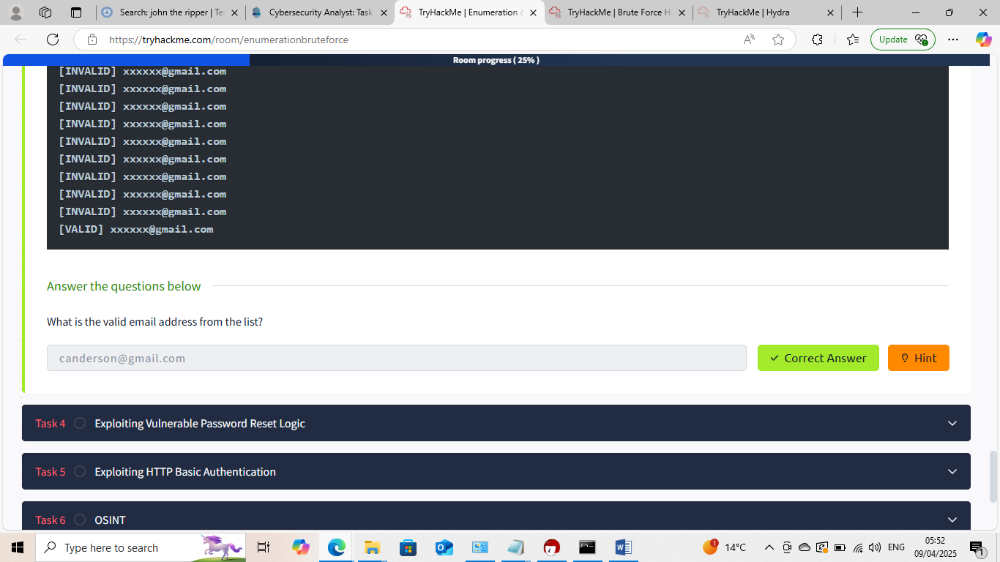 Search: john the ripper | Te
Cybersecurity Analyst: Task
TryHackMe | Enumeration &
TryHackMe | Brute Force H
TryHackMe | Hydra
https://tryhackme.com/room/enumerationbruteforce
Update
Room progress ( 25% )
[INVALID] xxxxxx@gmail.com
[INVALID] xxxxxx@gmail.com
[INVALID] xxxxxx@gmail.com
[INVALID] xxxxxx@gmail.com
[INVALID] xxxxxx@gmail.com
[INVALID] xxxxxx@gmail.com
[INVALID] xxxxxx@gmail.com
[INVALID] xxxxxx@gmail.com
[INVALID] xxxxxx@gmail.com
[VALID] xxxxxx@gmail.com
Answer the questions below
What is the valid email address from the list?
canderson@gmail.com
Correct Answer
Hint
Task 4 Exploiting Vulnerable Password Reset Logic
Task 5 Exploiting HTTP Basic Authentication
Task 6 OSINT
Type here to search
1
14°C
ENG
05:52
09/04/2025
1